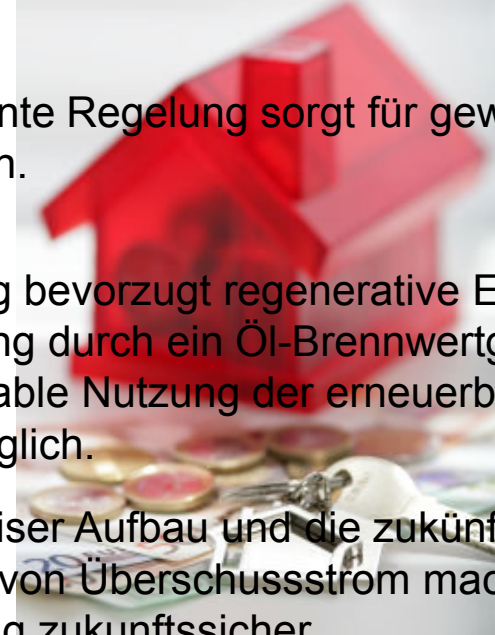 nte Regelung sorgt für gew
n.
g bevorzugt regenerative E
ng durch ein Öl-Brennwertg
able Nutzung der erneuerb
glich.
iser Aufbau und die zukünf
von Überschussstrom mac
g zukunftssicher